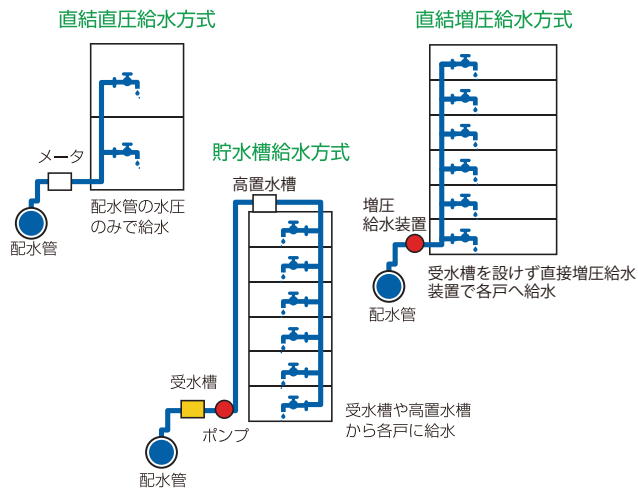 直結直圧給水方式
メータ
配水管の水圧
のみで給水
配水管
貯水槽給水方式
高置水槽
受水槽
ポンプ
配水管
受水槽や高置水槽
から各戸に給水
直結増圧給水方式
増圧
給水装置
配水管
受水槽を設けず直接増圧給水
装置で各戸へ給水